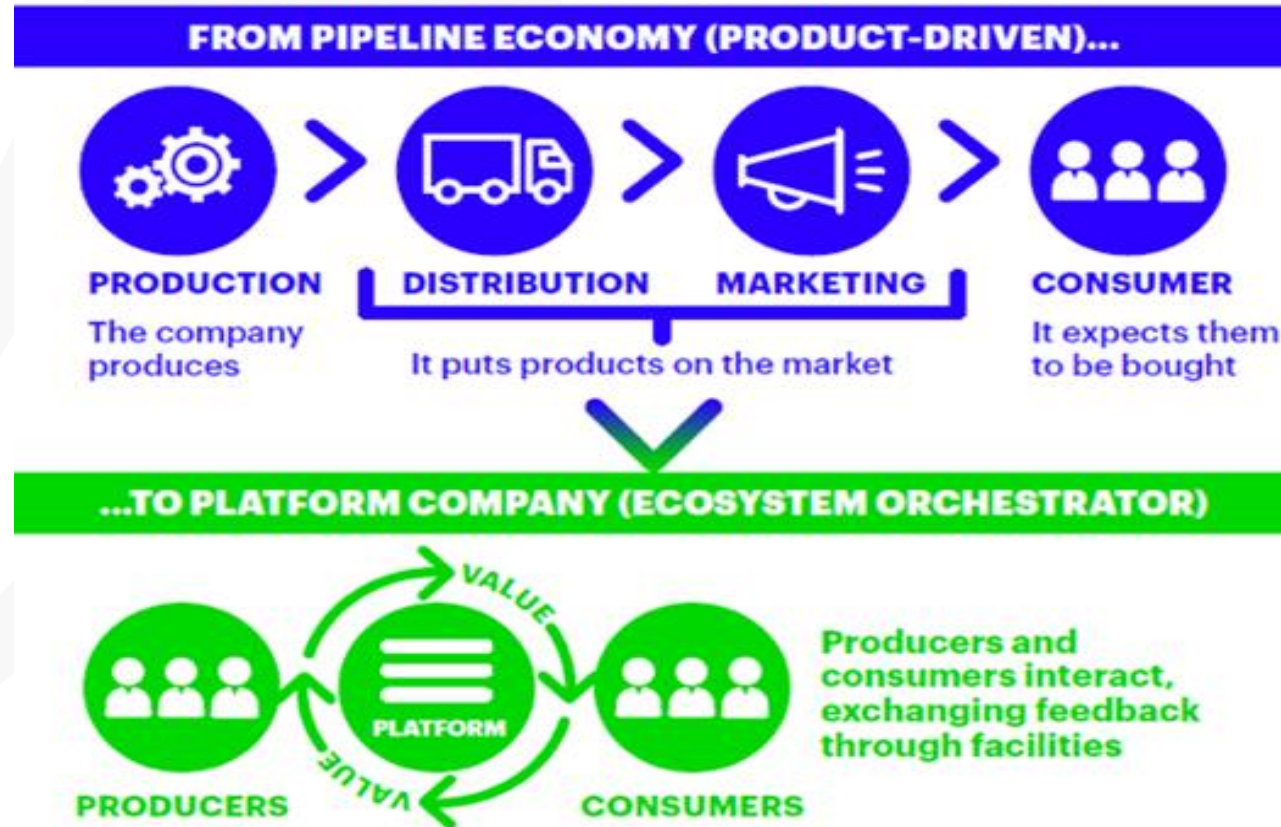 FROM PIPELINE ECONOMY (PRODUCT-DRIVEN)...
PRODUCTION
The company
produces
DISTRIBUTION
MARKETING
It puts products on the market
CONSUMER
It expects them
to be bought
...TO PLATFORM COMPANY (ECOSYSTEM ORCHESTRATOR)
PRODUCERS
VALUE
PLATFORM
VALUE
CONSUMERS
Producers and
consumers interact,
exchanging feedback
through facilities